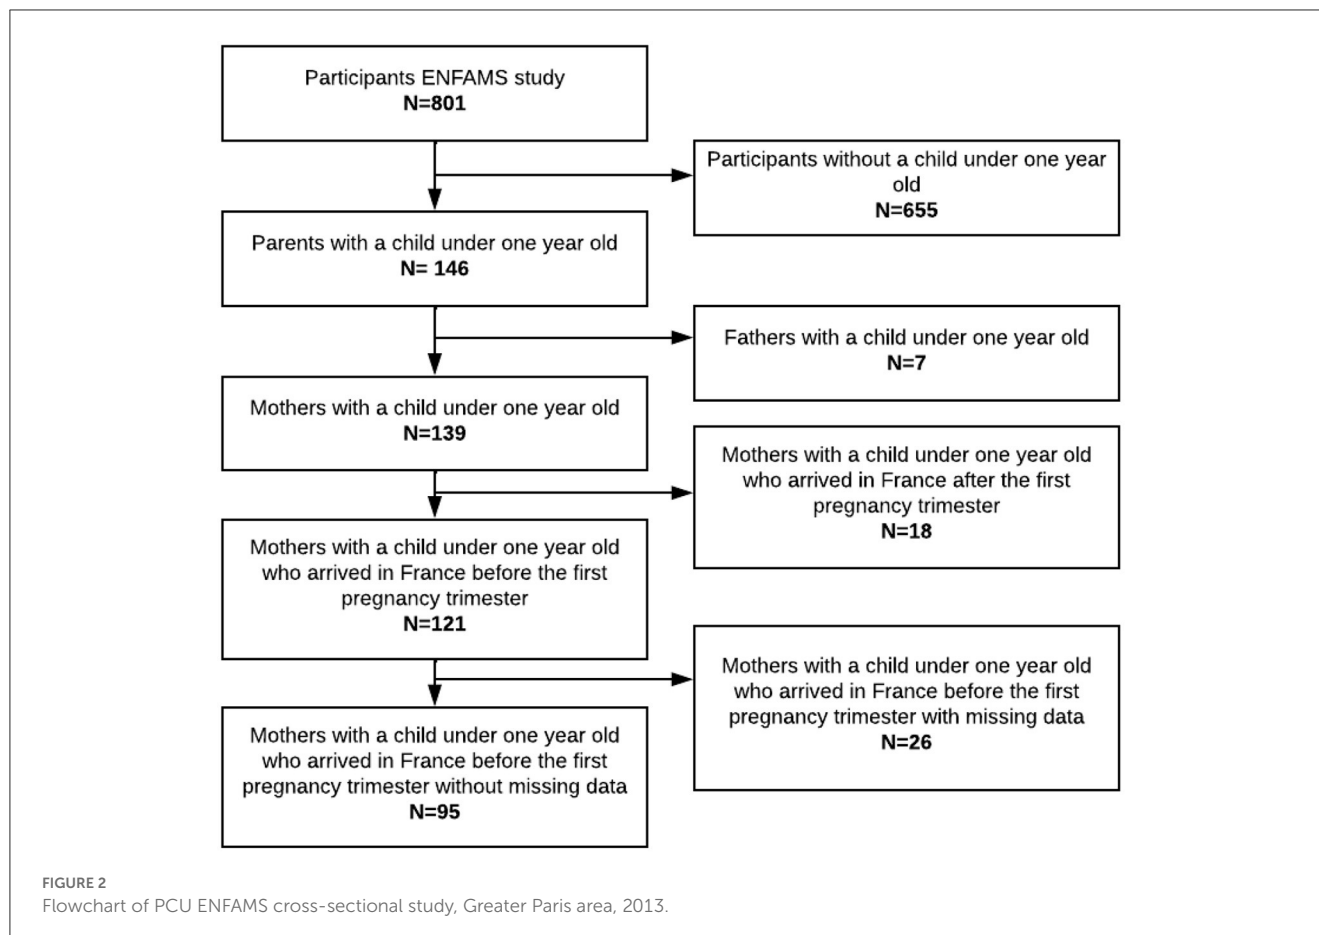 Participants ENFAMS study
N=801
Participants without a child under one year
old
N=655
Parents with a child under one year old
N= 146
Fathers with a child under one year old
N=7
Mothers with a child under one year old
N=139
Mothers with a child under one year old
who arrived in France after the first
pregnancy trimester
N=18
Mothers with a child under one year old
who arrived in France before the first
pregnancy trimester
N=121
Mothers with a child under one year old
who arrived in France before the first
pregnancy trimester with missing data
N=26
Mothers with a child under one year old
who arrived in France before the first
pregnancy trimester without missing data
N=95
FIGURE 2
Flowchart of PCU ENFAMS cross-sectional study, Greater Paris area, 2013.